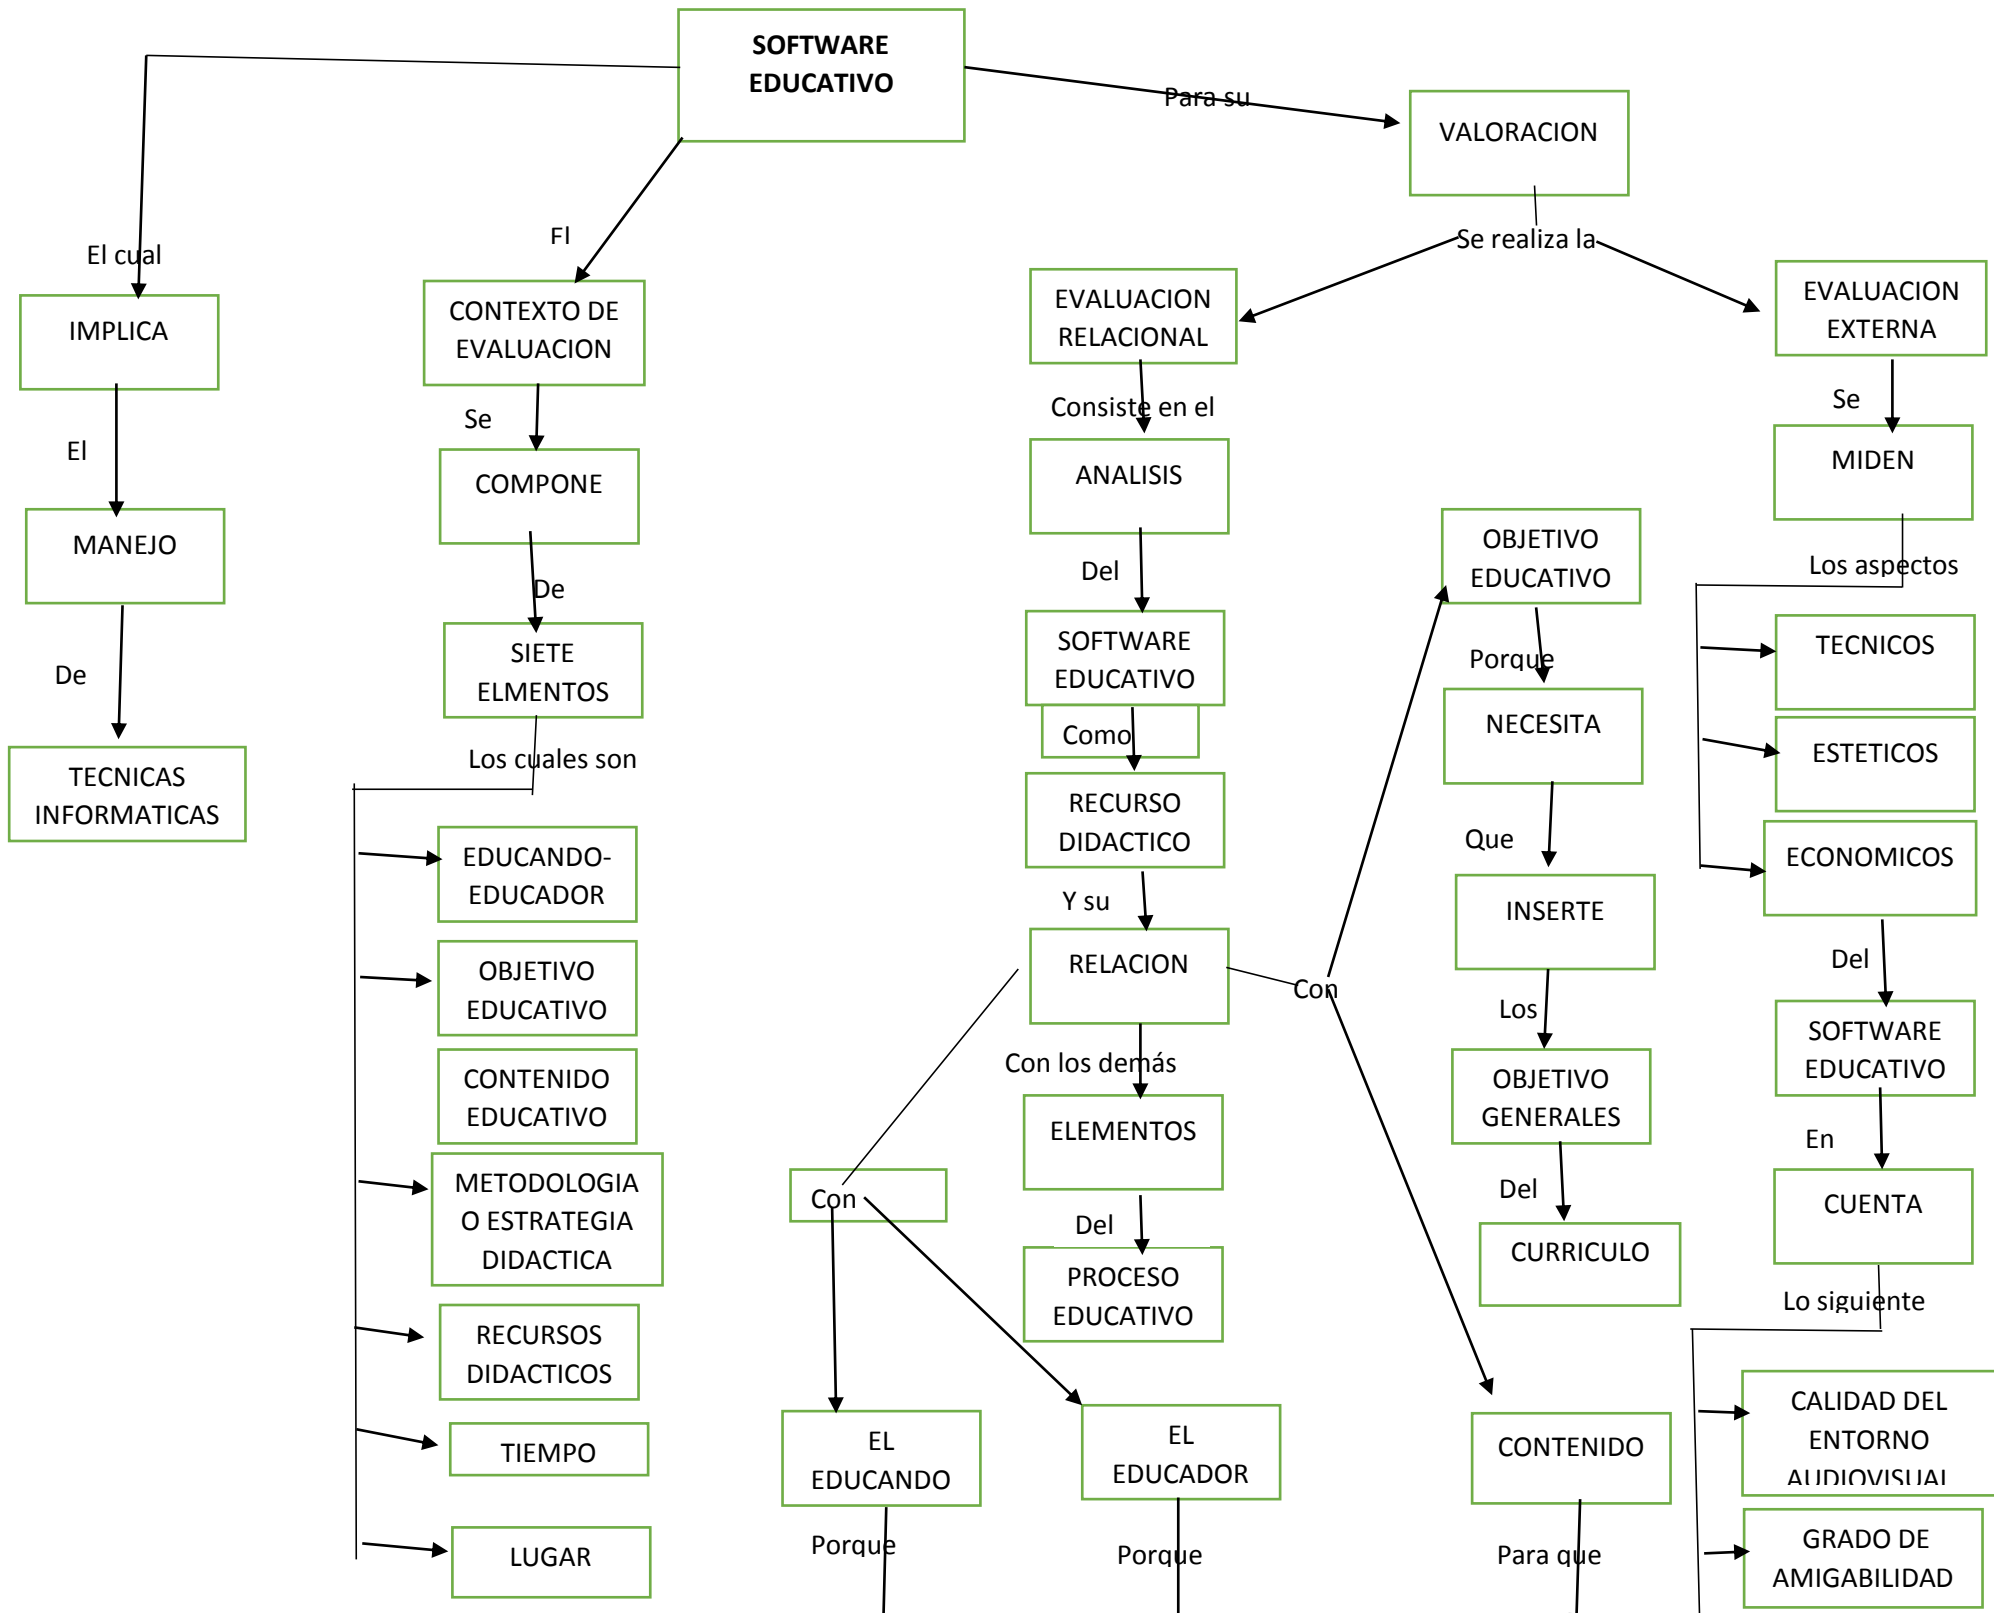 SOFTWARE
EDUCATIVO
Para su
VALORACION
El cual
El
Se realiza la
IMPLICA
CONTEXTO DE
EVALUACION
EVALUACION
RELACIONAL
EVALUACION
EXTERNA
El
Se
Consiste en el
Se
MANEJO
COMPONE
ANALISIS
MIDEN
De
De
Del
Los aspectos
TECNICAS
INFORMATICAS
SIETE
ELMENTOS
Los cuales son
EDUCANDO-
EDUCADOR
OBJETIVO
EDUCATIVO
CONTENIDO
EDUCATIVO
METODOLOGIA
O ESTRATEGIA
DIDACTICA
RECURSOS
DIDACTICOS
TIEMPO
LUGAR
SOFTWARE
EDUCATIVO
Como
RECURSO
DIDACTICO
Y su
RELACION
Con los demás
ELEMENTOS
Del
PROCESO
EDUCATIVO
Con
EL
EDUCANDO
Porque
EL
EDUCADOR
Porque
Con
OBJETIVO
EDUCATIVO
Porque
NECESITA
Que
INSERTE
Los
OBJETIVO
GENERALES
Del
CURRICULO
CONTENIDO
Para que
TECNICOS
ESTETICOS
ECONOMICOS
Del
SOFTWARE
EDUCATIVO
En
CUENTA
Lo siguiente
CALIDAD DEL
ENTORNO
AUDIOVISUAL
GRADO DE
AMIGABILIDAD